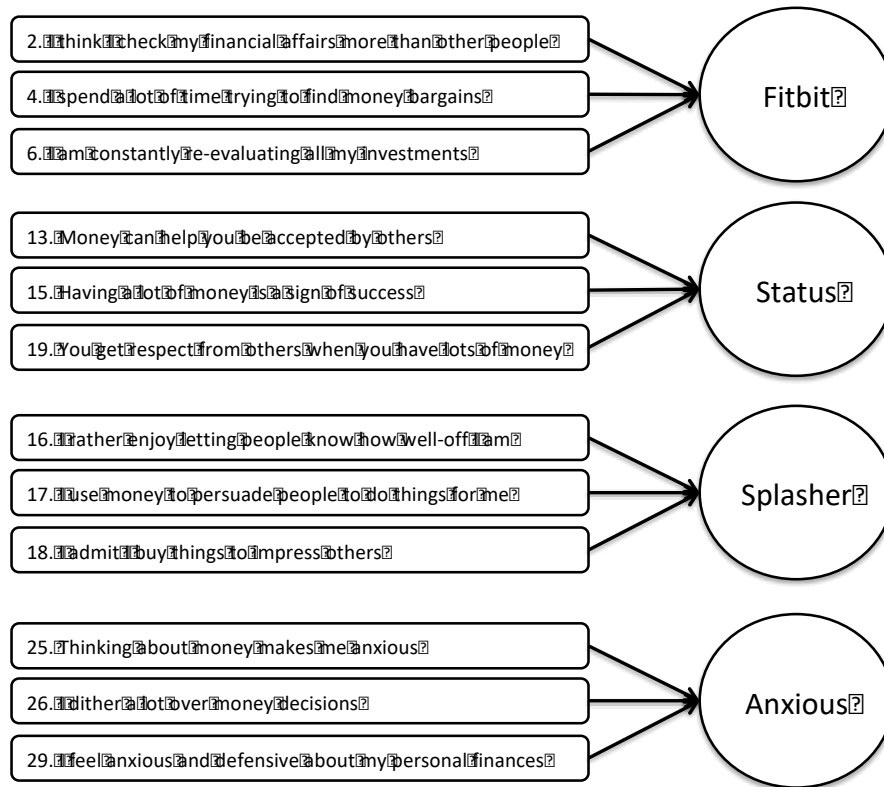 2. I think I check my financial affairs more than other people
4. I spend a lot of time trying to find money bargains
6. I am constantly re-evaluating all my investments
Fitbit
13. Money can help you be accepted by others
15. Having a lot of money is a sign of success
19. You get respect from others when you have lots of money
Status
16. I rather enjoy letting people know how well-off I am
17. I use money to persuade people to do things for me
18. I admit I buy things to impress others
Splasher
25. Thinking about money makes me anxious
26. I dither a lot over money decisions
29. I feel anxious and defensive about my personal finances
Anxious